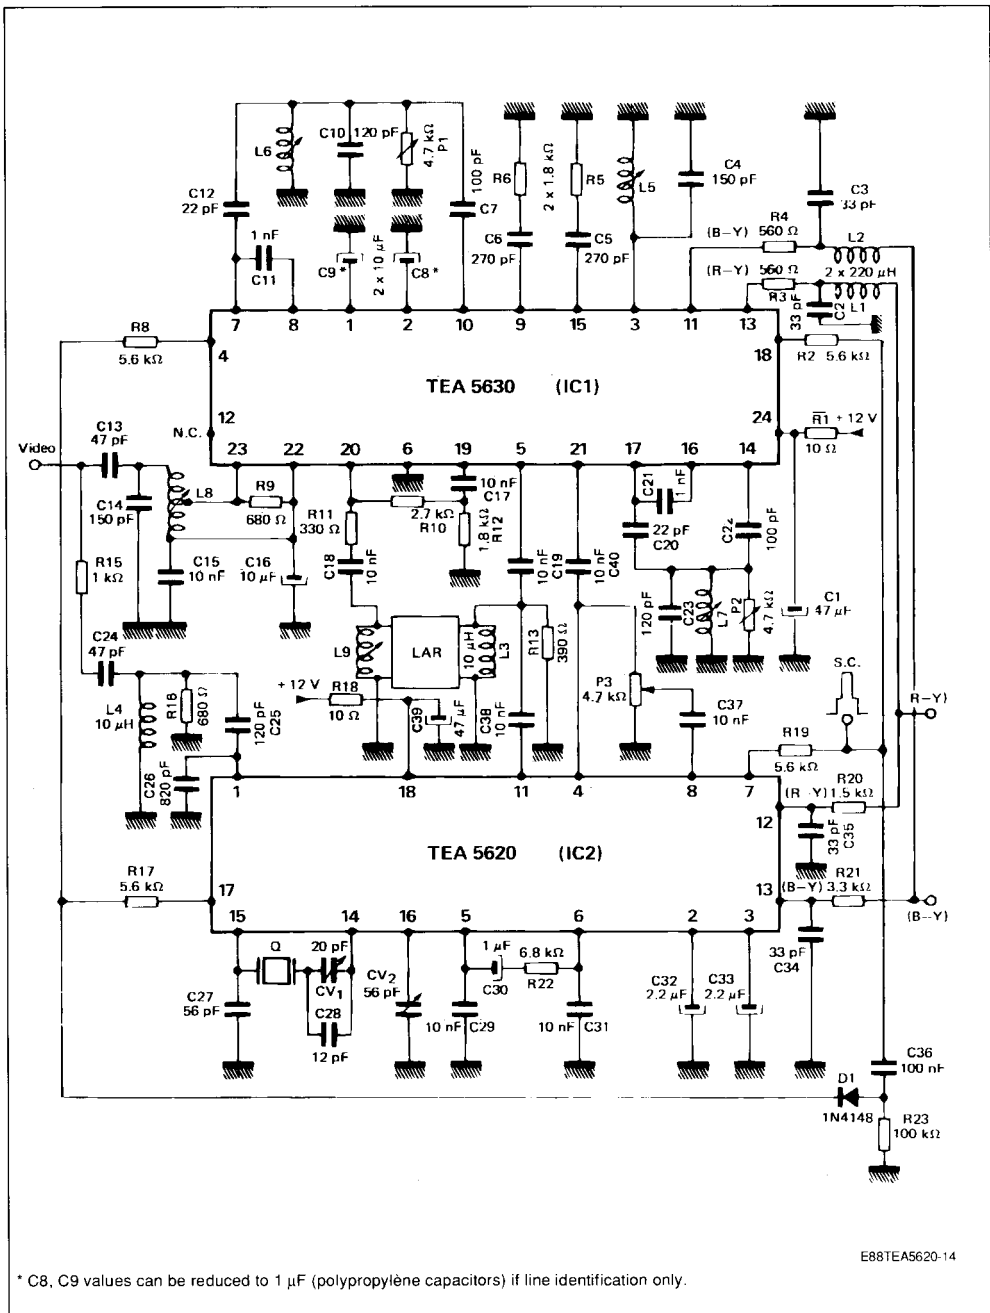 C10 120 pF
L6
4.7 kΩ
P1
C12
22 pF
100 pF
C7
1 nF
C11
C9*
2 x 10 µF
C8*
R6
2 x 1.8 kΩ
R5
C6
270 pF
C5
270 pF
L5
C4
150 pF
C3
33 pF
(B-Y)
R4
560 Ω
L2
(R-Y)
560 Ω
R3
2 x 220 µH
L1
33 pF
C2
R8
5.6 kΩ
7 8 1 2 10 9 15 3 11 13
4
18
R2 5.6 kΩ
TEA 5630 (IC1)
12
N.C.
24
R1 + 12 V
10 Ω
23 22 20 6 19 5 21 17 16 14
Video
C13
47 pF
C14
150 pF
L8
R9
680 Ω
R11
330 Ω
2.7 kΩ
R10
10 nF
C17
1.8 kΩ
R12
C21
1 nF
22 pF
C20
C22
100 pF
R15
1 kΩ
C15
10 nF
C16
10 µF
C18
10 nF
10 nF
C19
10 nF
C40
120 pF
C23
L7
P2
4.7 kΩ
C1
47 µF
L9
LAR
10 µH
L3
R13
390 Ω
C24
47 pF
L4
10 µH
R16
680 Ω
120 pF
C25
C26
820 pF
+ 12 V
R18
10 Ω
C39
47 µF
C38
10 nF
P3
4.7 kΩ
C37
10 nF
S.C.
R19
5.6 kΩ
R-Y)
1 18 11 4 8 7
12
(R-Y)
R20
1.5 kΩ
33 pF
C35
TEA 5620 (IC2)
R17
5.6 kΩ
17
13
(B-Y)
R21
3.3 kΩ
(B-Y)
15 14 16 5 6 2 3
Q
20 pF
CV1
C28
12 pF
C27
56 pF
CV2
56 pF
1 µF
C30
6.8 kΩ
R22
10 nF C29
10 nF C31
C32
2.2 µF
C33
2.2 µF
33 pF
C34
C36
100 nF
D1
1N4148
R23
100 kΩ
E88TEA5620-14
* C8, C9 values can be reduced to 1 µF (polypropylène capacitors) if line identification only.